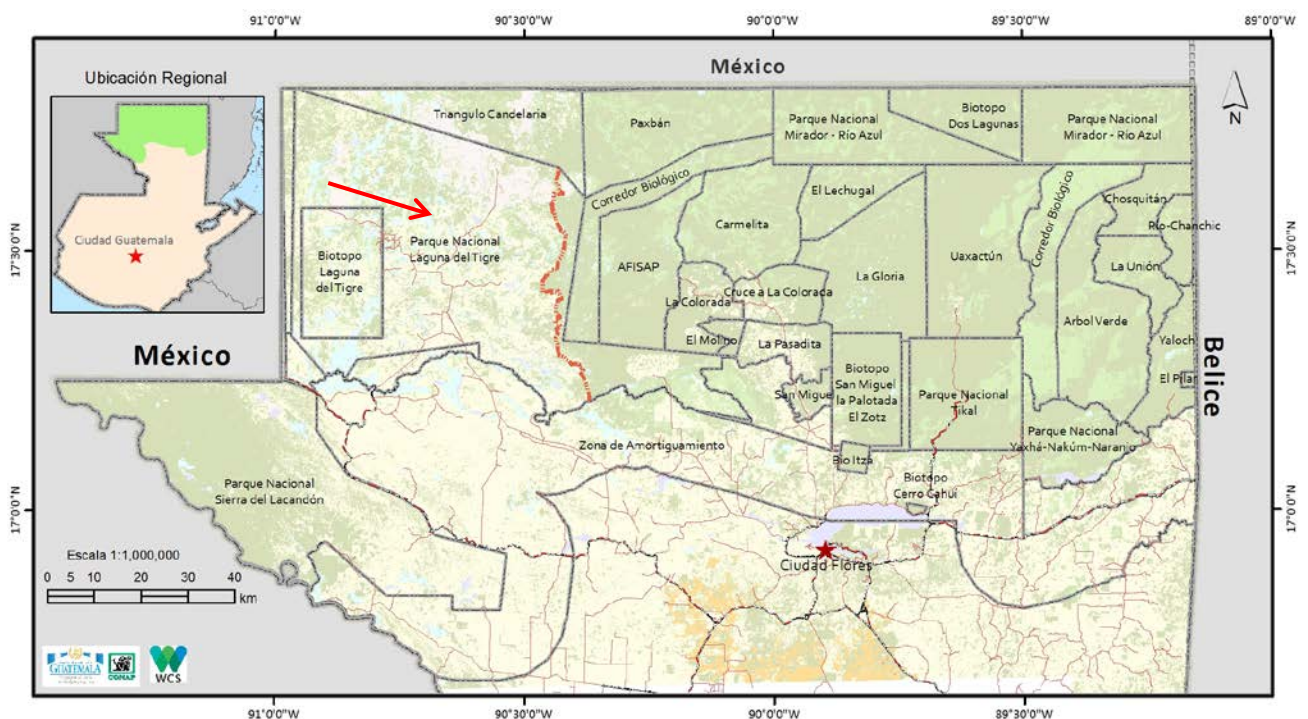 91°0'0"W
90°30'0"W
90°0'0"W
89°30'0"W
89°0'0"W
México
Ubicación Regional
Ciudad Guatemala
N
Triangulo Candelaria
Paxbán
Parque Nacional
Mirador - Río Azul
Biotopo
Dos Lagunas
Parque Nacional
Mirador - Río Azul
Corredor Biológico
El Lechugal
Corredor Biológico
Chosquitán
Río-Chanchic
Carmelita
17°30'0"N
17°30'0"N
Biotopo
Laguna
del Tigre
Parque Nacional
Laguna del Tigre
AFISAP
La Gloria
Uaxactún
La Unión
La Colorada
Cruce a La Colorada
Arbol Verde
México
El Molino
La Pasadita
Yaloch
Belice
Biotopo
San Miguel
la Palotada
El Zotz
El Pilar
San Miguel
Parque Nacional
Tikal
Parque Nacional
Yaxhá-Nakúm-Naranjo
Zona de Amortiguamiento
Bio Itzá
Parque Nacional
Sierra del Lacandón
Biotopo
Cerro Cahuí
17°0'0"N
17°0'0"N
Escala 1:1,000,000
0 5 10 20 30 40
km
Ciudad Flores
GUATEMALA
CONAP
WCS
91°0'0"W
90°30'0"W
90°0'0"W
89°30'0"W